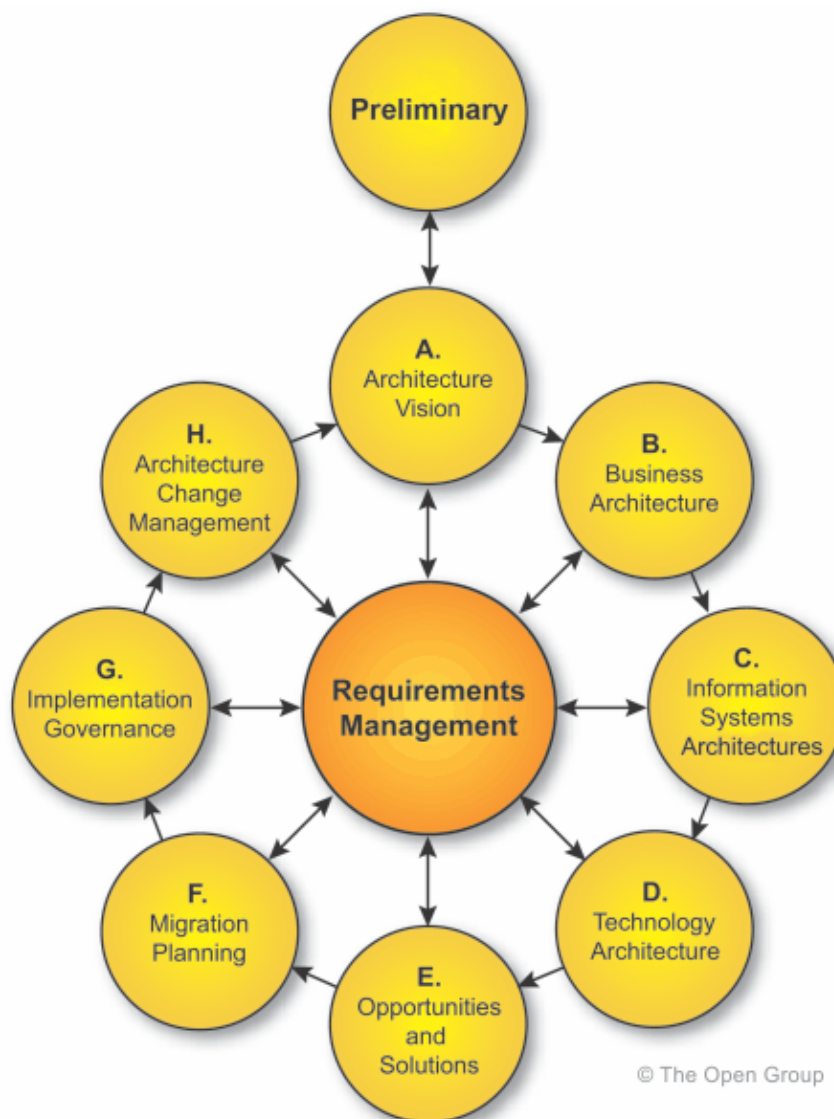 Preliminary
A.
Architecture
Vision
B.
Business
Architecture
C.
Information
Systems
Architectures
D.
Technology
Architecture
E.
Opportunities
and
Solutions
F.
Migration
Planning
G.
Implementation
Governance
H.
Architecture
Change
Management
Requirements
Management
© The Open Group